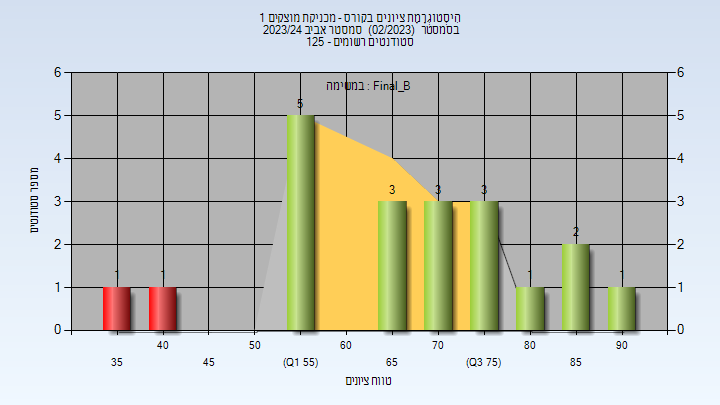 היסטוגרמת ציונים בקורס - מכניקת מוצקים 1
בסמסטר (02/2023) סמסטר אביב 2023/24
סטודנטים רשומים - 125
במשימה : Final_B
מספר סטודנטים
6 6
5 5
4 4
3 3
2 2
1 1
0 0
1 1 5 3 3 3 1 2 1
40 50 60 70 80 90
35 45 (Q1 55) 65 (Q3 75) 85
טווח ציונים